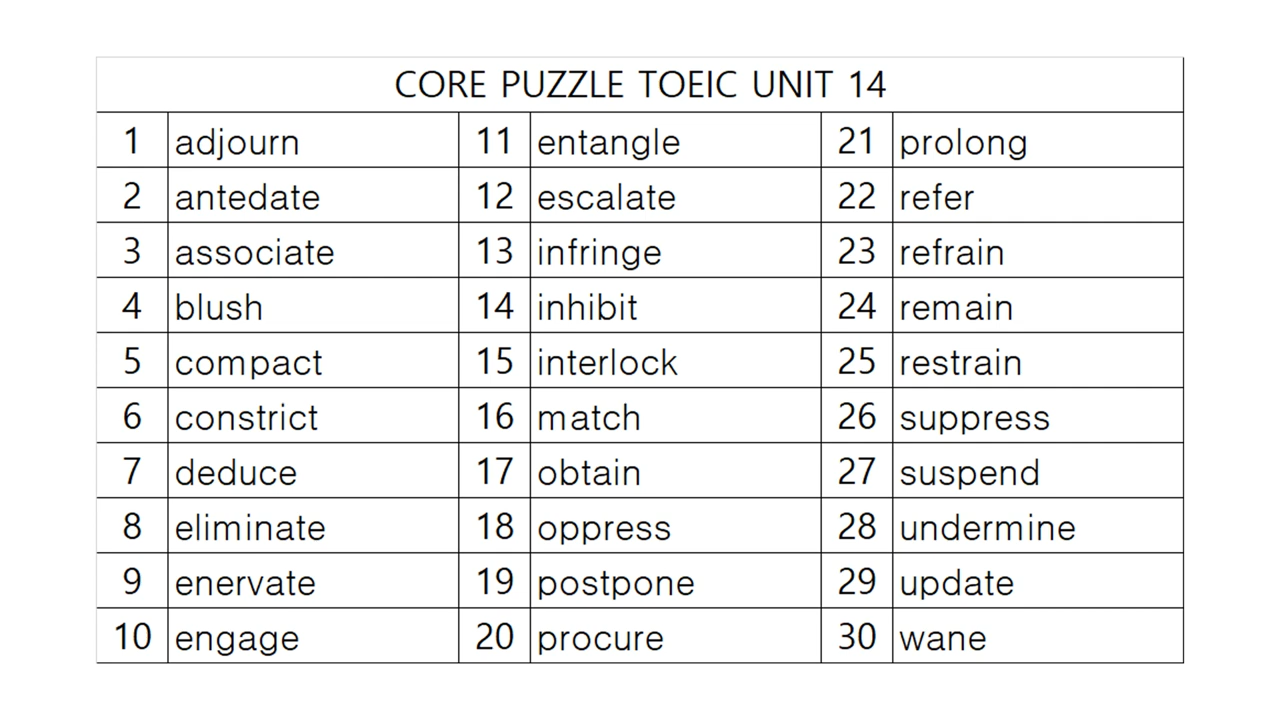 CORE PUZZLE TOEIC UNIT 14
1 adjourn 11 entangle 21 prolong
2 antedate 12 escalate 22 refer
3 associate 13 infringe 23 refrain
4 blush 14 inhibit 24 remain
5 compact 15 interlock 25 restrain
6 constrict 16 match 26 suppress
7 deduce 17 obtain 27 suspend
8 eliminate 18 oppress 28 undermine
9 enervate 19 postpone 29 update
10 engage 20 procure 30 wane